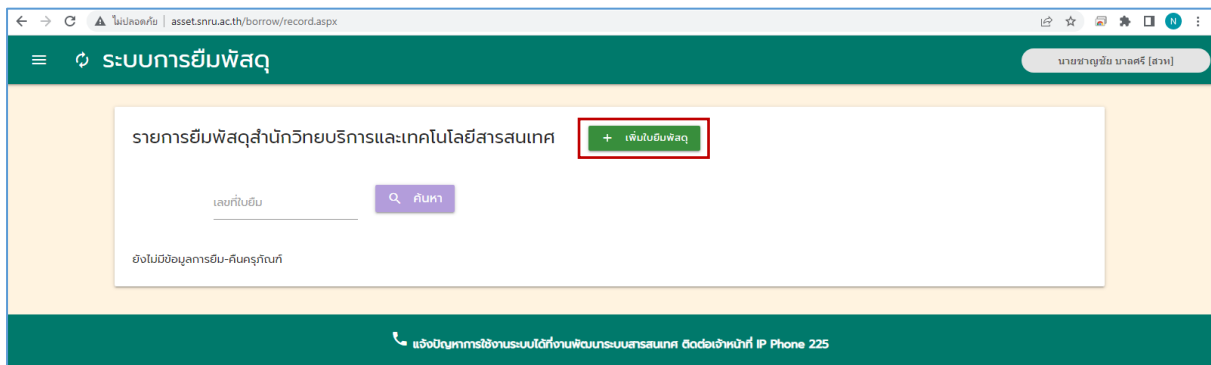 ไม่ปลอดภัย | asset.snru.ac.th/borrow/record.aspx
N
ระบบการยืมพัสดุ
นายชาญชัย บาลศรี [สวท]
รายการยืมพัสดุสำนักวิทยบริการและเทคโนโลยีสารสนเทศ
+ เพิ่มใบยืมพัสดุ
เลขที่ใบยืม
ค้นหา
ยังไม่มีข้อมูลการยืม-คืนครุภัณฑ์
แจ้งปัญหาการใช้งานระบบได้ที่งานพัฒนาระบบสารสนเทศ ติดต่อเจ้าหน้าที่ IP Phone 225